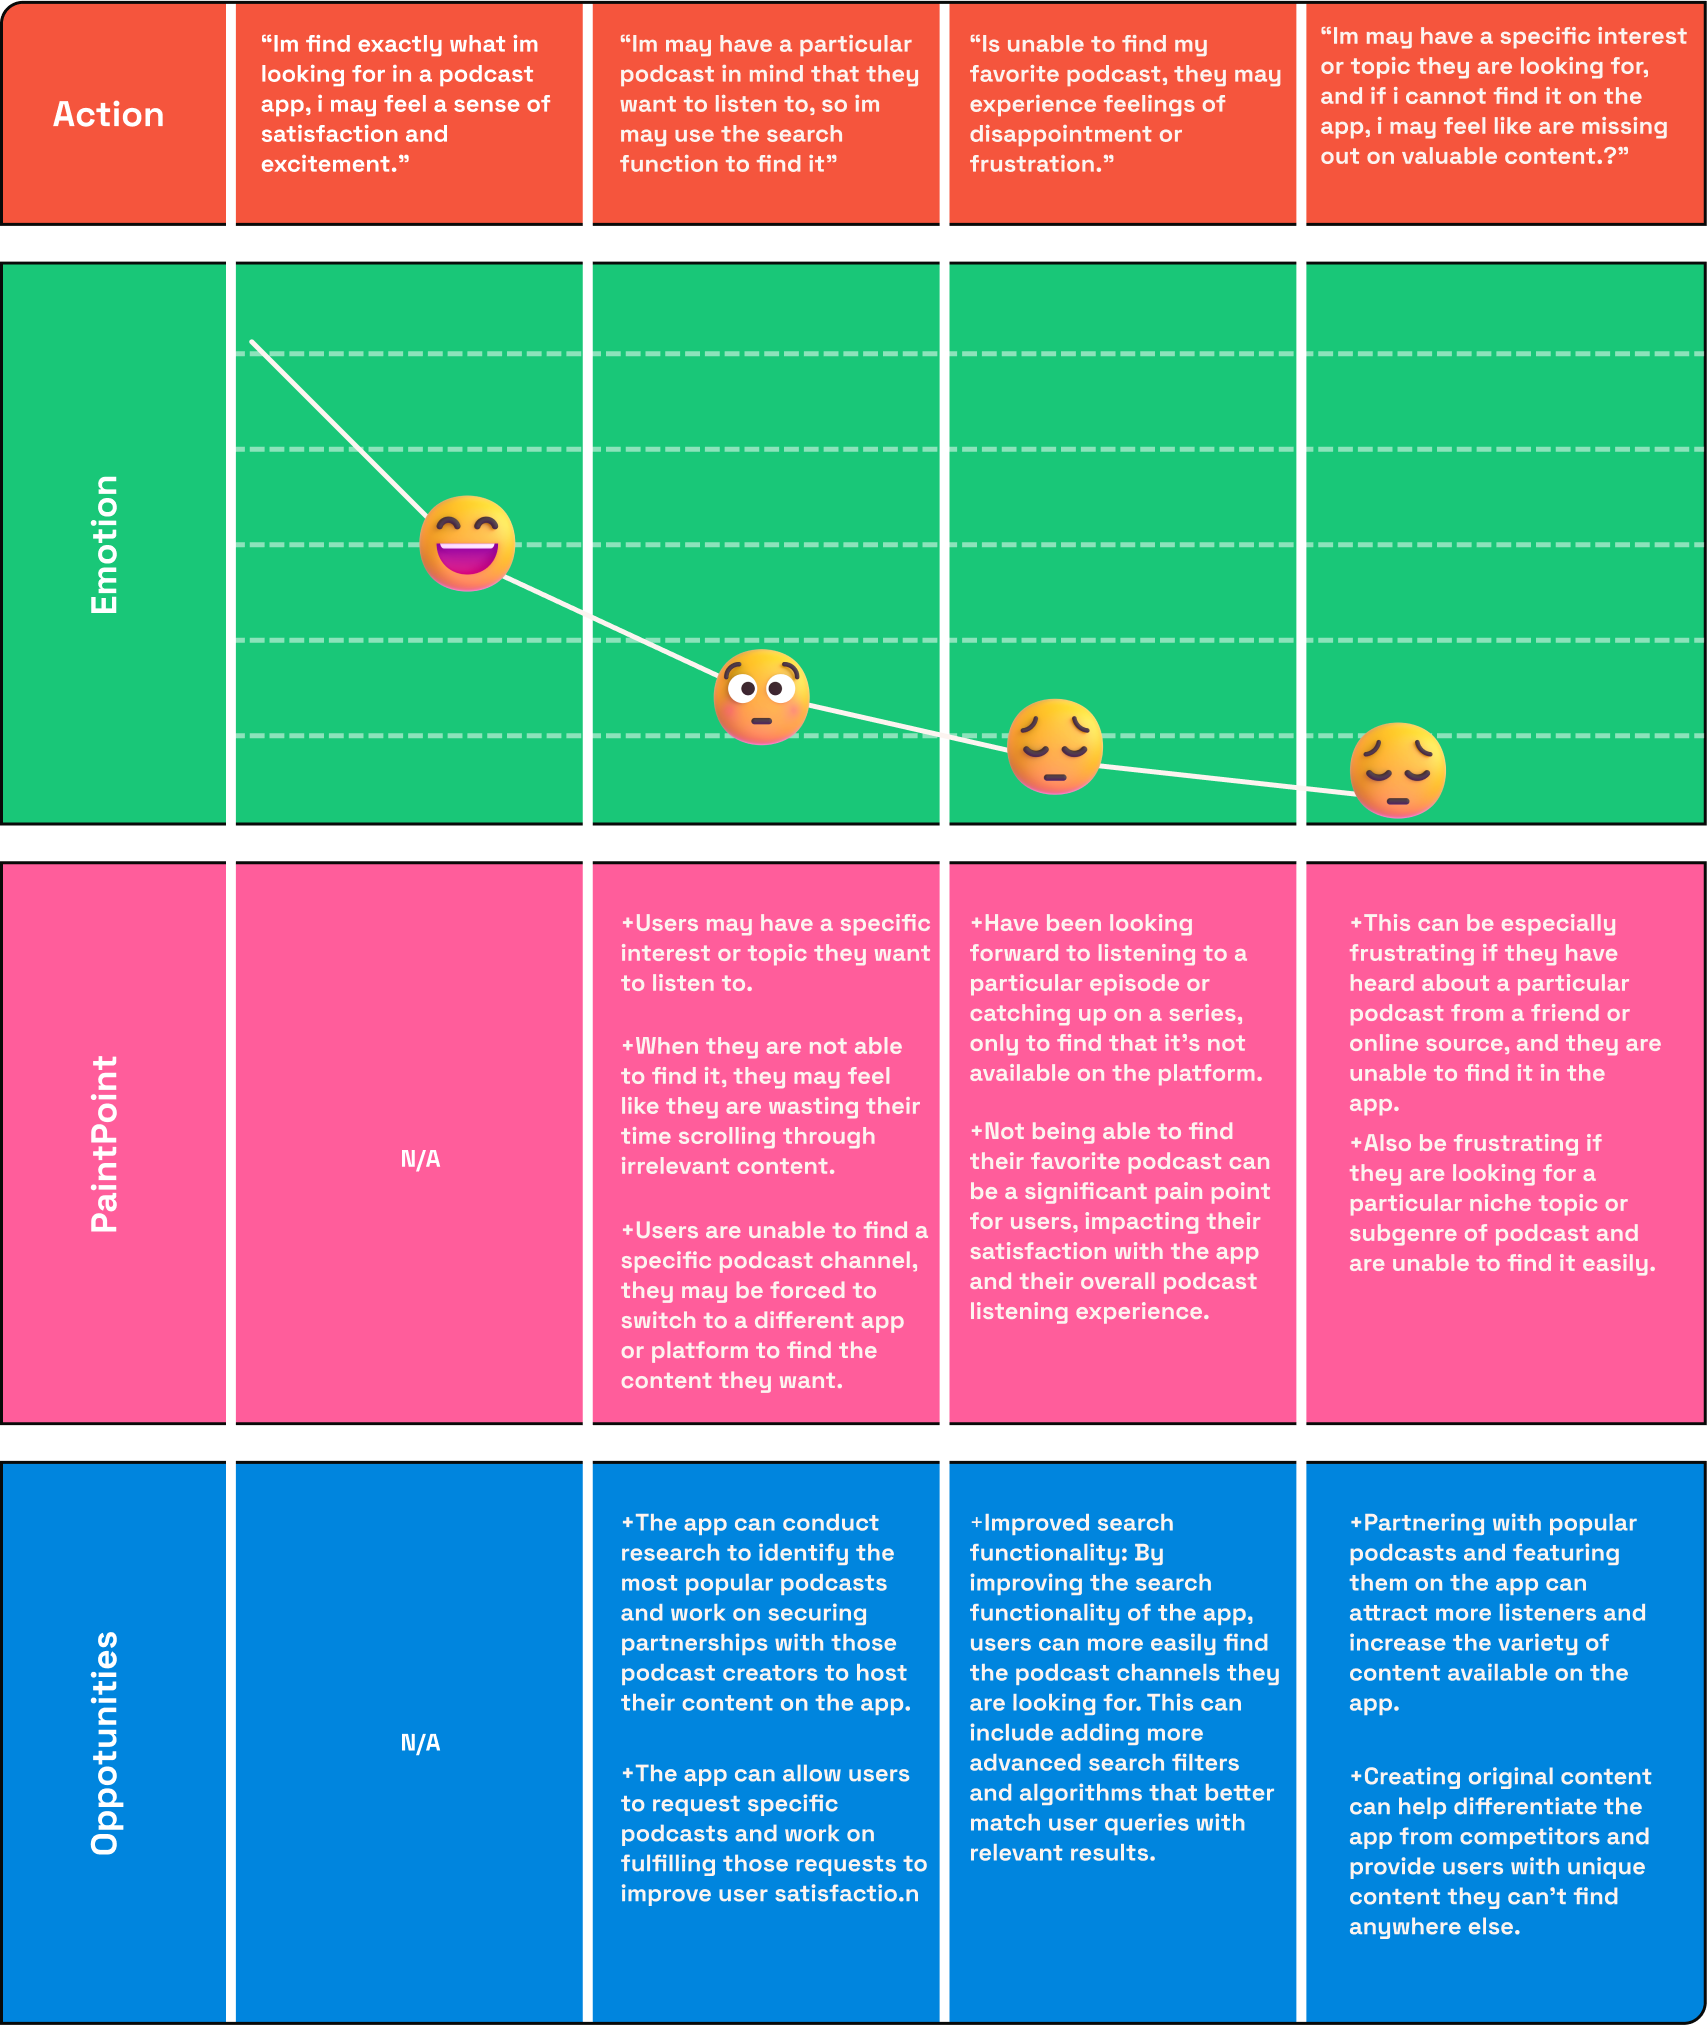 Action
“Im find exactly what im
looking for in a podcast
app, i may feel a sense of
satisfaction and
excitement.”
“Im may have a particular
podcast in mind that they
want to listen to, so im
may use the search
function to find it”
“Is unable to find my
favorite podcast, they may
experience feelings of
disappointment or
frustration.”
“Im may have a specific interest
or topic they are looking for,
and if i cannot find it on the
app, i may feel like are missing
out on valuable content.?”
Emotion
PaintPoint
N/A
+Users may have a specific
interest or topic they want
to listen to.
+When they are not able
to find it, they may feel
like they are wasting their
time scrolling through
irrelevant content.
+Users are unable to find a
specific podcast channel,
they may be forced to
switch to a different app
or platform to find the
content they want.
+Have been looking
forward to listening to a
particular episode or
catching up on a series,
only to find that it’s not
available on the platform.
+Not being able to find
their favorite podcast can
be a significant pain point
for users, impacting their
satisfaction with the app
and their overall podcast
listening experience.
+This can be especially
frustrating if they have
heard about a particular
podcast from a friend or
online source, and they are
unable to find it in the
app.
+Also be frustrating if
they are looking for a
particular niche topic or
subgenre of podcast and
are unable to find it easily.
Oppotunities
N/A
+The app can conduct
research to identify the
most popular podcasts
and work on securing
partnerships with those
podcast creators to host
their content on the app.
+The app can allow users
to request specific
podcasts and work on
fulfilling those requests to
improve user satisfactio.n
+Improved search
functionality: By
improving the search
functionality of the app,
users can more easily find
the podcast channels they
are looking for. This can
include adding more
advanced search filters
and algorithms that better
match user queries with
relevant results.
+Partnering with popular
podcasts and featuring
them on the app can
attract more listeners and
increase the variety of
content available on the
app.
+Creating original content
can help differentiate the
app from competitors and
provide users with unique
content they can’t find
anywhere else.